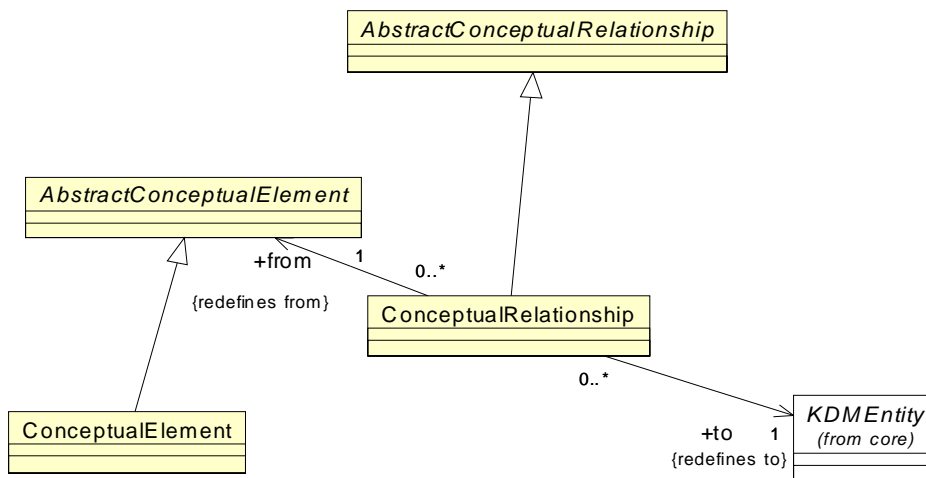 AbstractConceptualRelationship
AbstractConceptualElement
+from
1
0..*
{redefines from}
ConceptualRelationship
0..*
ConceptualElement
KDMEntity
(from core)
+to
1
{redefines to}